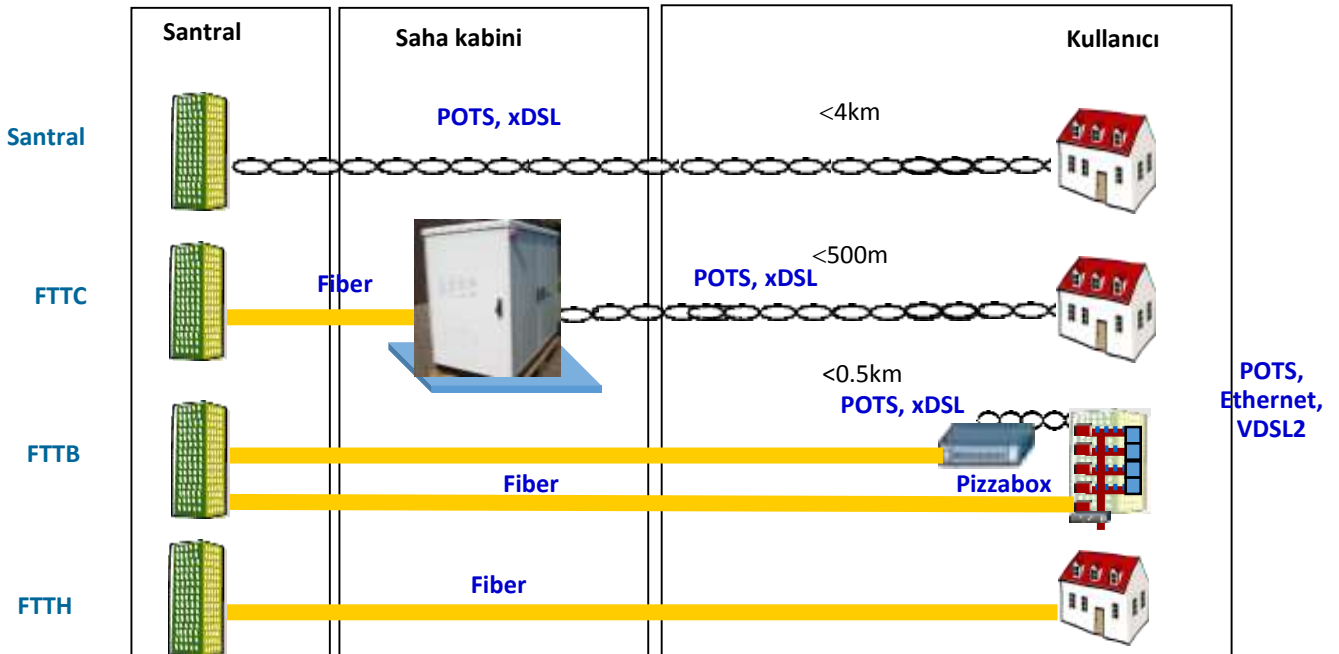 Santral
Saha kabini
Kullanıcı
Santral
POTS, xDSL
<4km
FTTC
Fiber
<500m
POTS, xDSL
<0.5km
POTS, xDSL
POTS,
Ethernet,
VDSL2
FTTB
Fiber
Pizzabox
FTTH
Fiber